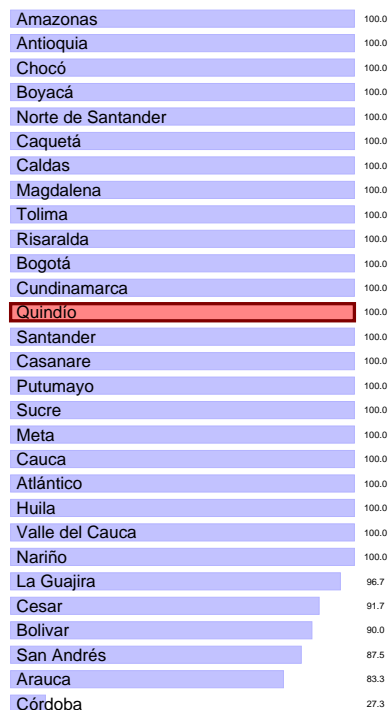 Amazonas 100.0
Antioquia 100.0
Chocó 100.0
Boyacá 100.0
Norte de Santander 100.0
Caquetá 100.0
Caldas 100.0
Magdalena 100.0
Tolima 100.0
Risaralda 100.0
Bogotá 100.0
Cundinamarca 100.0
Quindío 100.0
Santander 100.0
Casanare 100.0
Putumayo 100.0
Sucre 100.0
Meta 100.0
Cauca 100.0
Atlántico 100.0
Huila 100.0
Valle del Cauca 100.0
Nariño 100.0
La Guajira 96.7
Cesar 91.7
Bolivar 90.0
San Andrés 87.5
Arauca 83.3
Córdoba 27.3